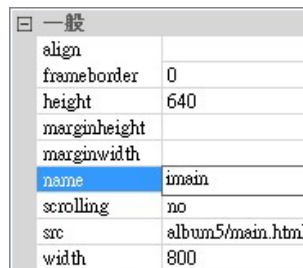 一般
align
frameborder 0
height 640
marginheight
marginwidth
name imain
scrolling no
src album5/main.html
width 800